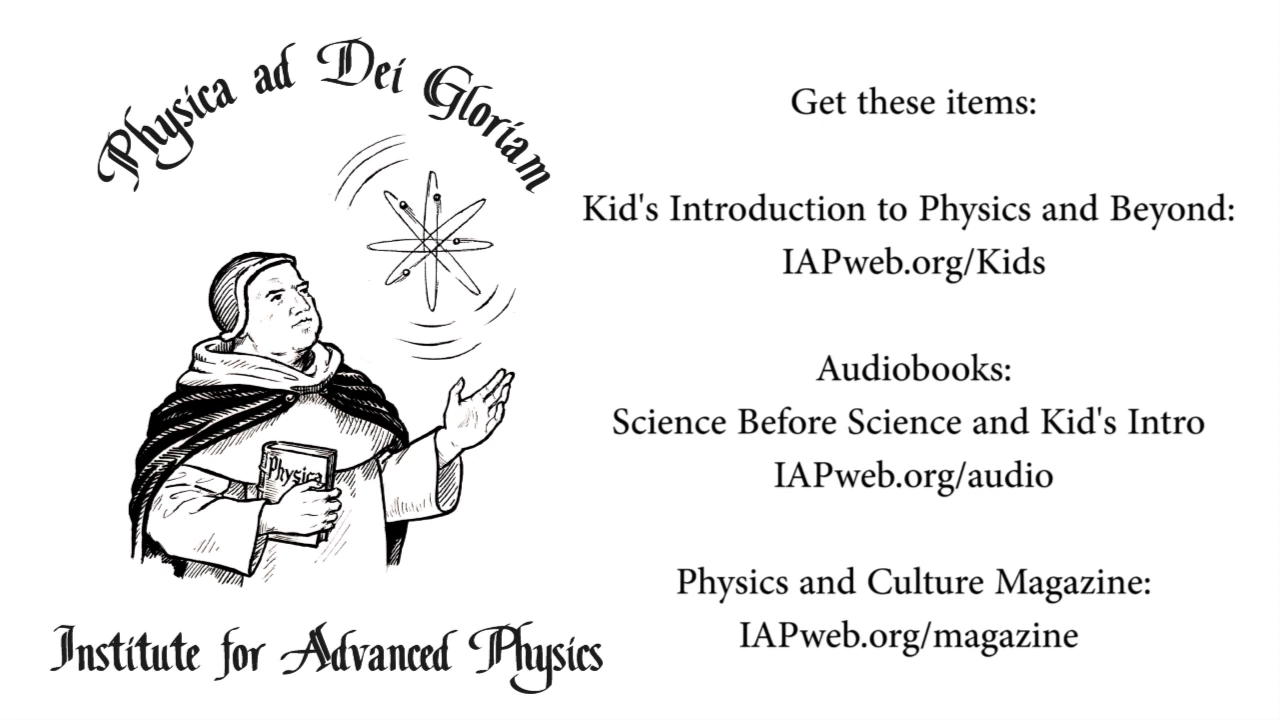 Physica ad Dei Gloriam
Physica
Institute for Advanced Physics
Get these items:
Kid's Introduction to Physics and Beyond:
IAPweb.org/Kids
Audiobooks:
Science Before Science and Kid's Intro
IAPweb.org/audio
Physics and Culture Magazine:
IAPweb.org/magazine